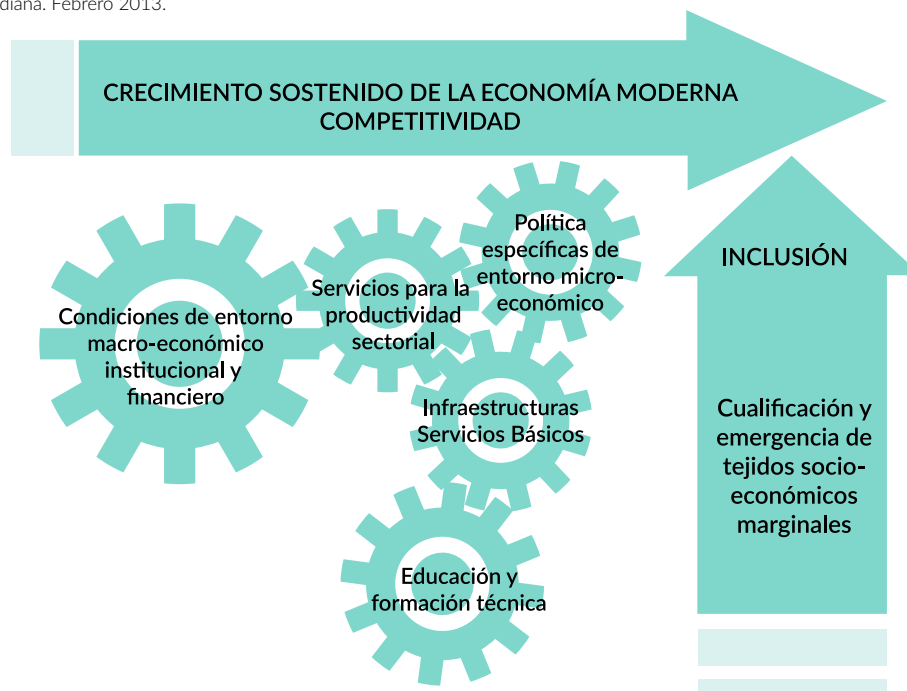 diana. Febrero 2013.
CRECIMIENTO SOSTENIDO DE LA ECONOMÍA MODERNA
COMPETITIVIDAD
Política
específicas de
entorno micro-
económico
INCLUSIÓN
Servicios para la
productividad
sectorial
Condiciones de entorno
macro-económico
institucional y
financiero
Infraestructuras
Servicios Básicos
Cualificación y
emergencia de
tejidos socio-
económicos
marginales
Educación y
formación técnica